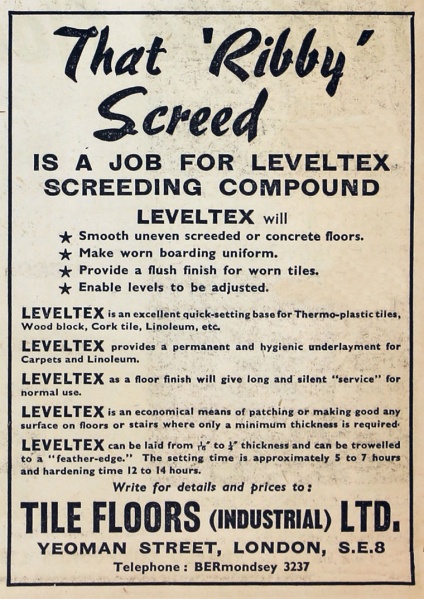 That 'Ribby'
Screed
IS A JOB FOR LEVELTEX
SCREEDING COMPOUND
LEVELTEX will
★ Smooth uneven screeded or concrete floors.
★ Make worn boarding uniform.
★ Provide a flush finish for worn tiles.
★ Enable levels to be adjusted.
LEVELTEX is an excellent quick-setting base for Thermo-plastic tiles,
Wood block, Cork tile, Linoleum, etc.
LEVELTEX provides a permanent and hygienic underlayment for
Carpets and Linoleum.
LEVELTEX as a floor finish will give long and silent "service" for
normal use.
LEVELTEX is an economical means of patching or making good any
surface on floors or stairs where only a minimum thickness is required.
LEVELTEX can be laid from to thickness and can be trowelled
to a "feather-edge." The setting time is approximately 5 to 7 hours
and hardening time 12 to 14 hours.
Write for details and prices to:
TILE FLOORS (INDUSTRIAL) LTD.
YEOMAN STREET, LONDON, S.E.8
Telephone: BERmondsey 3237